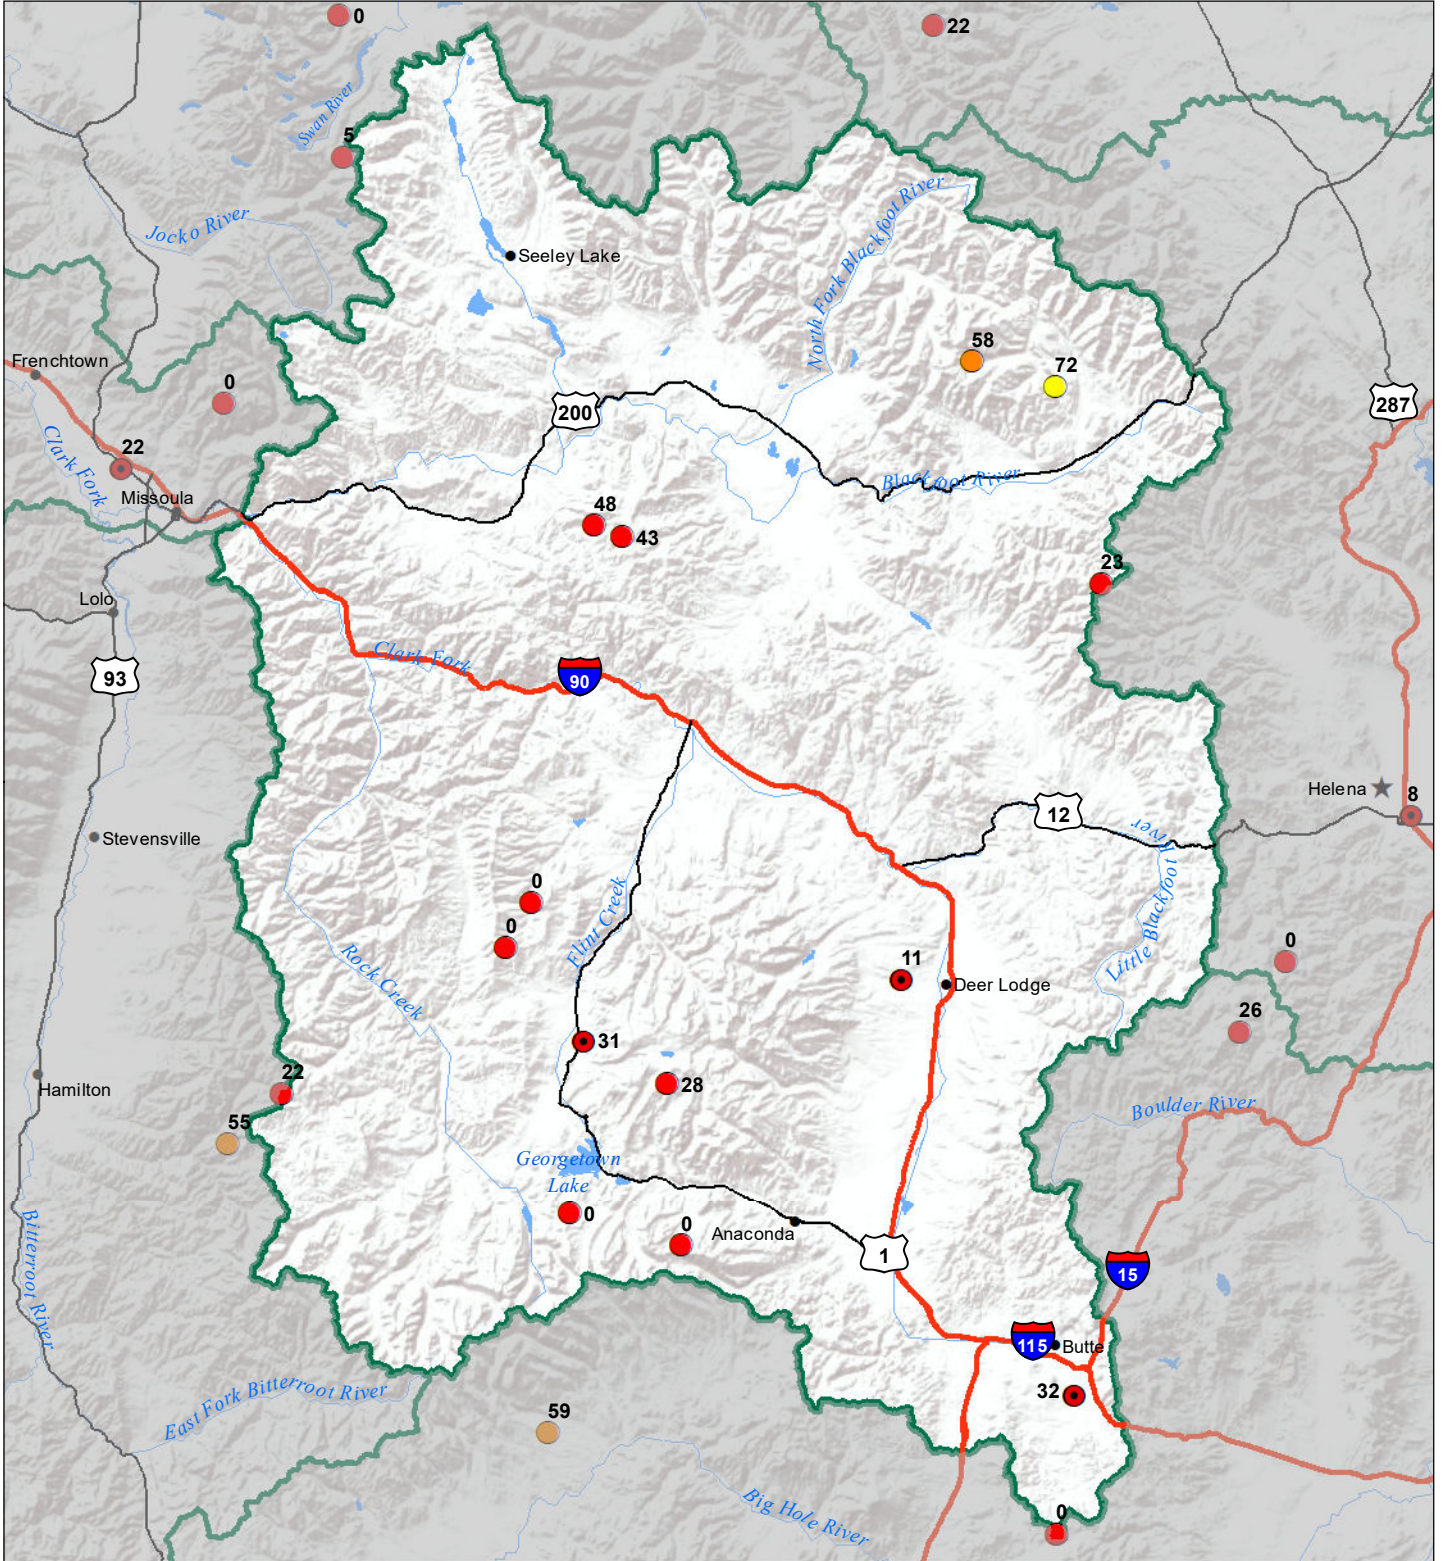 0
22
Swan River
5
Jocko River
North Fork Blackfoot River
Seeley Lake
Frenchtown
58
72
0
200
287
Clark Fork
22
Blackfoot River
Missoula
48
43
23
Lolo
93
Clark Fork
90
Helena
8
12
Little Blackfoot River
Stevensville
0
Flint Creek
0
0
11
Rock Creek
Deer Lodge
26
31
22
28
Hamilton
Boulder River
55
Georgetown
Lake
0
0
Anaconda
Bitterroot River
1
15
115
Butte
32
East Fork Bitterroot River
59
Big Hole River
0